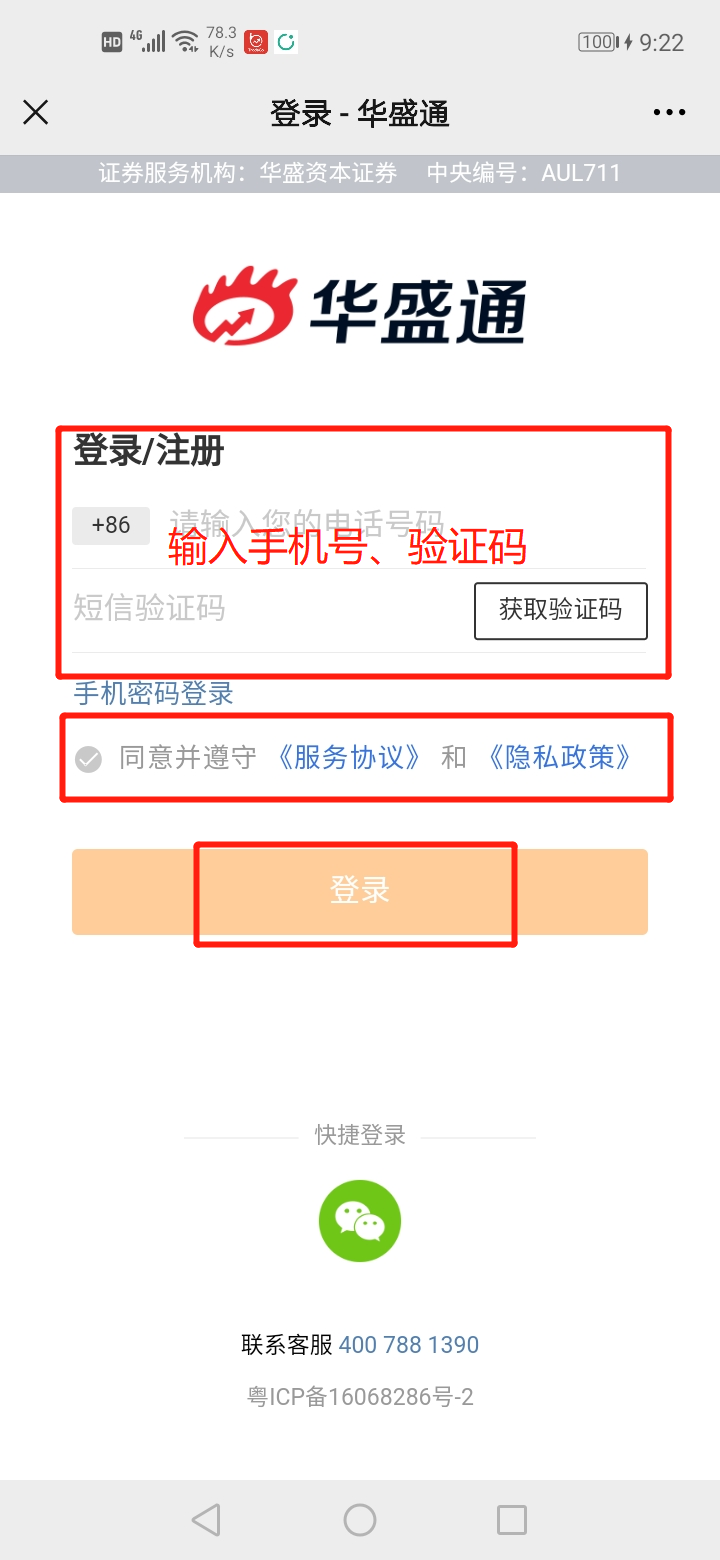 HD 4G 78.3 K/s 100 9:22
登录 - 华盛通
证券服务机构：华盛资本证券 中央编号：AUL711
华盛通
登录/注册
+86 请输入您的电话号码
输入手机号、验证码
短信验证码 获取验证码
手机密码登录
同意并遵守 《服务协议》 和 《隐私政策》
登录
快捷登录
联系客服 400 788 1390
粤ICP备16068286号-2